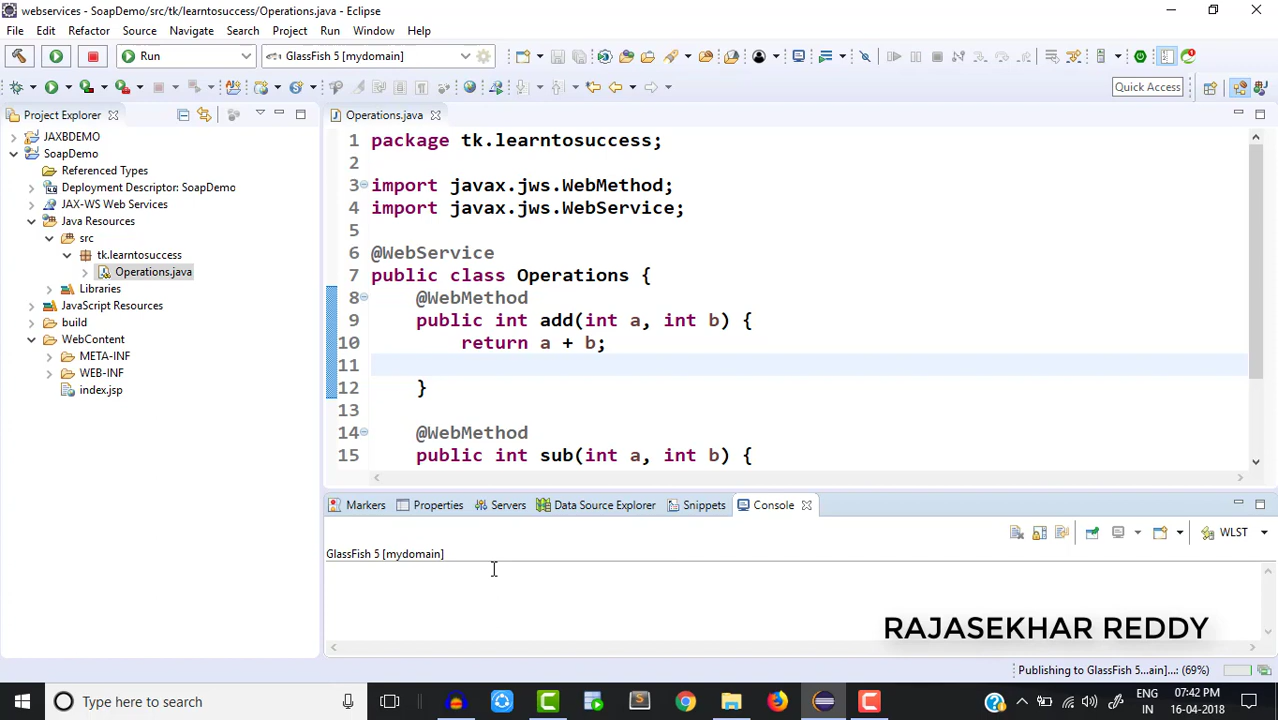 webservices - SoapDemo/src/tk/learntosuccess/Operations.java - Eclipse
File Edit Refactor Source Navigate Search Project Run Window Help
Run
GlassFish 5 [mydomain]
Quick Access
Project Explorer
Operations.java
JAXBDEMO
SoapDemo
Referenced Types
Deployment Descriptor: SoapDemo
JAX-WS Web Services
Java Resources
src
tk.learntosuccess
Operations.java
Libraries
JavaScript Resources
build
WebContent
META-INF
WEB-INF
index.jsp
1 package tk.learntosuccess;
2
3 import javax.jws.WebMethod;
4 import javax.jws.WebService;
5
6 @WebService
7 public class Operations {
8 @WebMethod
9 public int add(int a, int b) {
10 return a + b;
11
12 }
13
14 @WebMethod
15 public int sub(int a, int b) {
Markers Properties Servers Data Source Explorer Snippets Console
WLST
GlassFish 5 [mydomain]
RAJASEKHAR REDDY
Publishing to GlassFish 5...ain]...: (69%)
Type here to search
ENG
IN
07:42 PM
16-04-2018